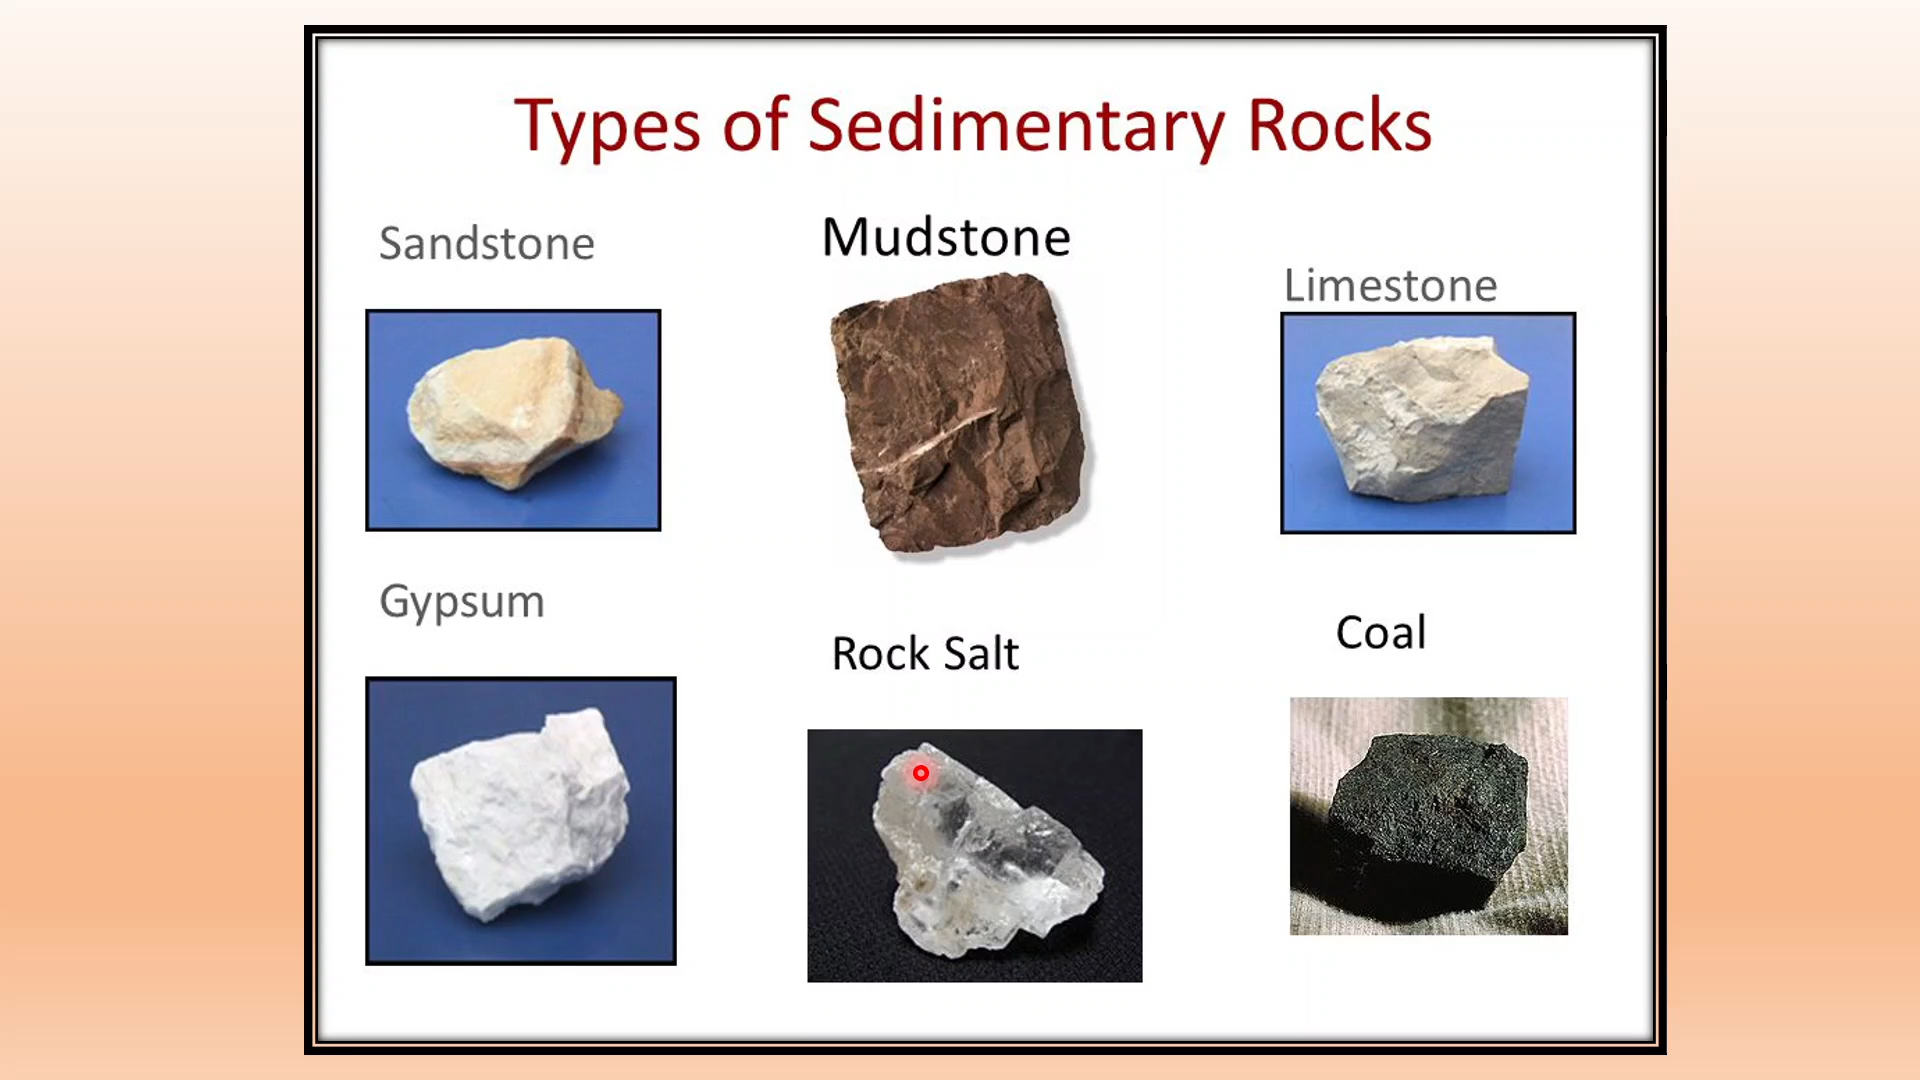 Types of Sedimentary Rocks
Sandstone
Mudstone
Limestone
Gypsum
Rock Salt
Coal